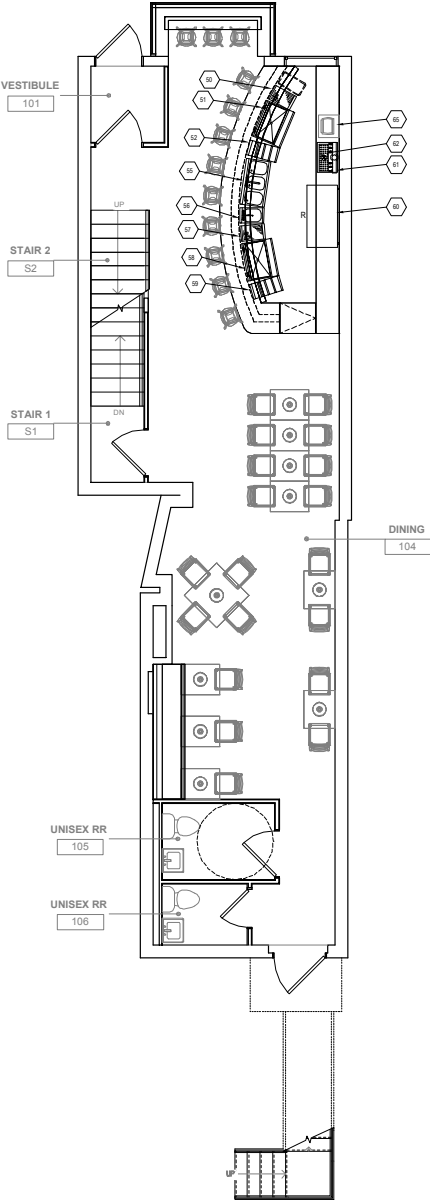 50
VESTIBULE
101
51
65
52
62
61
55
UP
56
R
60
57
STAIR 2
S2
58
59
STAIR 1
S1
DN
DINING
104
UNISEX RR
105
UNISEX RR
106
UP